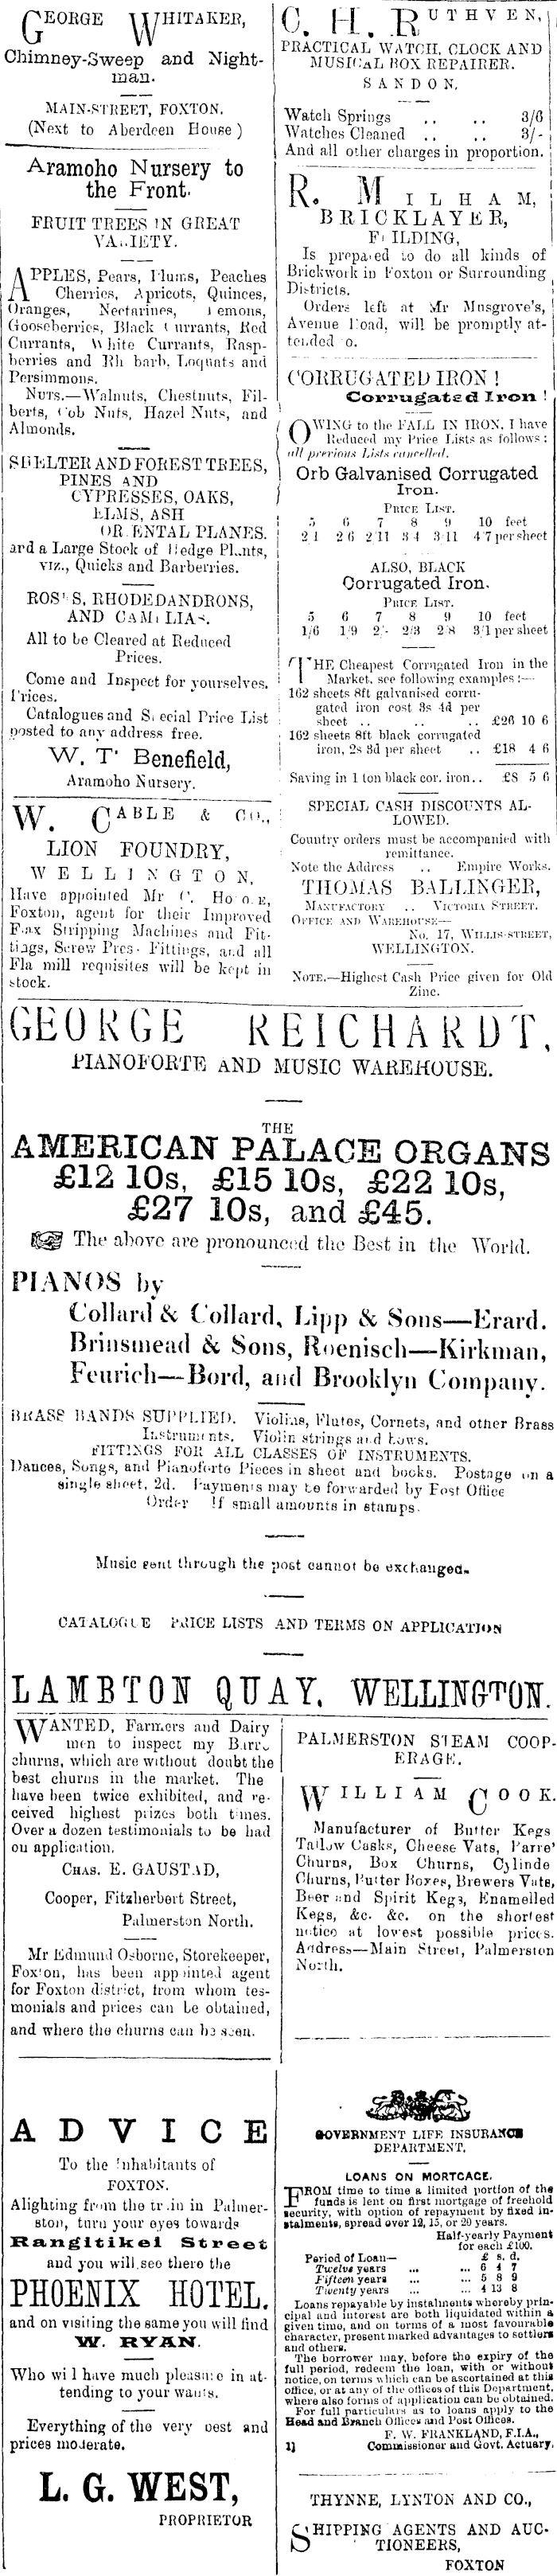 GEORGE WHITAKER,
Chimney-Sweep and Night-
man.
MAIN-STREET, FOXTON.
(Next to Aberdeen House)
Aramoho Nursery to
the Front.
FRUIT TREES IN GREAT
VARIETY.
APPLES, Pears, Plums, Peaches
Cherries, Apricots, Quinces,
Oranges, Nectarines, Lemons,
Gooseberries, Black Currants, Red
Currants, White Currants, Rasp-
berries and Rhubarb, Loquats and
Persimmons.
NUTS.—Walnuts, Chestnuts, Fil-
berts, Cob Nuts, Hazel Nuts, and
Almonds.
SHELTER AND FOREST TREES,
PINES AND
CYPRESSES, OAKS,
ELMS, ASH
ORIENTAL PLANES.
and a Large Stock of Hedge Plants,
VIZ., Quicks and Barberries.
ROSES, RHODEDANDRONS,
AND CAMELIAS.
All to be Cleared at Reduced
Prices.
Come and Inspect for yourselves.
Prices.
Catalogues and Special Price List
posted to any address free.
W. T. Benefield,
Aramoho Nursery.
W. CABLE & CO.,
LION FOUNDRY,
WELLINGTON,
Have appointed Mr C. Honore,
Foxton, agent for their Improved
Flax Stripping Machines and Fit-
tings, Screw Press Fittings, and all
Flax mill requisites will be kept in
stock.
C. H. RUTHVEN,
PRACTICAL WATCH, CLOCK AND
MUSICAL BOX REPAIRER.
SANDON.
Watch Springs .. .. 3/6
Watches Cleaned .. .. 3/-
And all other charges in proportion.
R. MILHAM,
BRICKLAYER,
FEILDING,
Is prepared to do all kinds of
Brickwork in Foxton or Surrounding
Districts.
Orders left at Mr Musgrove's,
Avenue Road, will be promptly at-
tended to.
CORRUGATED IRON!
Corrugated Iron!
OWING to the FALL IN IRON, I have
Reduced my Price Lists as follows:
all previous Lists cancelled.
Orb Galvanised Corrugated
Iron.
PRICE LIST.
5 6 7 8 9 10 feet
2 1 2 6 2 11 3 4 3 11 4 7 per sheet
ALSO, BLACK
Corrugated Iron.
PRICE LIST.
5 6 7 8 9 10 feet
1/6 1/9 2/- 2/3 2 8 3/1 per sheet
THE Cheapest Corrugated Iron in the
Market, see following examples:—
162 sheets 8ft galvanised corru-
gated iron cost 3s 4d per
sheet .. .. .. £26 10 6
162 sheets 8ft black corrugated
iron, 2s 3d per sheet .. £18 4 6
Saving in 1 ton black cor. iron.. £8 5 6
SPECIAL CASH DISCOUNTS AL-
LOWED.
Country orders must be accompanied with
remittance.
Note the Address .. Empire Works.
THOMAS BALLINGER,
MANUFACTORY .. VICTORIA STREET.
OFFICE AND WAREHOUSE—
No. 17, WILLIS-STREET,
WELLINGTON.
NOTE.—Highest Cash Price given for Old
Zinc.
GEORGE REICHARDT,
PIANOFORTE AND MUSIC WAREHOUSE.
THE
AMERICAN PALACE ORGANS
£12 10s, £15 10s, £22 10s,
£27 10s, and £45.
The above are pronounced the Best in the World.
PIANOS by
Collard & Collard, Lipp & Sons—Erard.
Brinsmead & Sons, Roenisch—Kirkman,
Feurich—Bord, and Brooklyn Company.
BRASS BANDS SUPPLIED. Violins, Flutes, Cornets, and other Brass
Instruments. Violin strings and bows.
FITTINGS FOR ALL CLASSES OF INSTRUMENTS.
Dances, Songs, and Pianoforte Pieces in sheet and books. Postage on a
single sheet, 2d. Payments may be forwarded by Post Office
Order If small amounts in stamps.
Music sent through the post cannot be exchanged.
CATALOGUE PRICE LISTS AND TERMS ON APPLICATION
LAMBTON QUAY, WELLINGTON.
WANTED, Farmers and Dairy
men to inspect my Barrel
churns, which are without doubt the
best churns in the market. The
have been twice exhibited, and re-
ceived highest prizes both times.
Over a dozen testimonials to be had
on application.
CHAS. E. GAUSTAD,
Cooper, Fitzherbert Street,
Palmerston North.
Mr Edmund Osborne, Storekeeper,
Foxton, has been appointed agent
for Foxton district, from whom tes-
monials and prices can be obtained,
and where the churns can be seen.
PALMERSTON STEAM COOP-
ERAGE.
WILLIAM COOK.
Manufacturer of Butter Kegs
Tallow Casks, Cheese Vats, Barre'
Churns, Box Churns, Cylinde
Churns, Butter Boxes, Brewers Vats,
Beer and Spirit Kegs, Enamelled
Kegs, &c. &c. on the shortest
notice at lowest possible prices.
Address—Main Street, Palmerston
North.
ADVICE
To the Inhabitants of
FOXTON.
Alighting from the train in Palmer-
ston, turn your eyes towards
Rangitikei Street
and you will see there the
PHOENIX HOTEL,
and on visiting the same you will find
W. RYAN.
Who will have much pleasure in at-
tending to your wants.
Everything of the very best and
prices moderate.
L. G. WEST,
PROPRIETOR
GOVERNMENT LIFE INSURANCE
DEPARTMENT.
LOANS ON MORTGAGE.
FROM time to time a limited portion of the
funds is lent on first mortgage of freehold
security, with option of repayment by fixed in-
stalments, spread over 12, 15, or 20 years.
Half-yearly Payment
for each £100.
Period of Loan— £ s. d.
Twelve years ... ... 6 4 7
Fifteen years ... ... 5 8 9
Twenty years ... ... 4 13 8
Loans repayable by instalments whereby prin-
cipal and interest are both liquidated within a
given time, and on terms of a most favourable
character, present marked advantages to settlers
and others.
The borrower may, before the expiry of the
full period, redeem the loan, with or without
notice, on terms which can be ascertained at this
office, or at any of the offices of this Department,
where also forms of application can be obtained.
For full particulars as to loans apply to the
Head and Branch Offices and Post Offices.
F. W. FRANKLAND, F.I.A.,
1] Commissioner and Govt. Actuary.
THYNNE, LYNTON AND CO.,
SHIPPING AGENTS AND AUC-
TIONEERS,
FOXTON